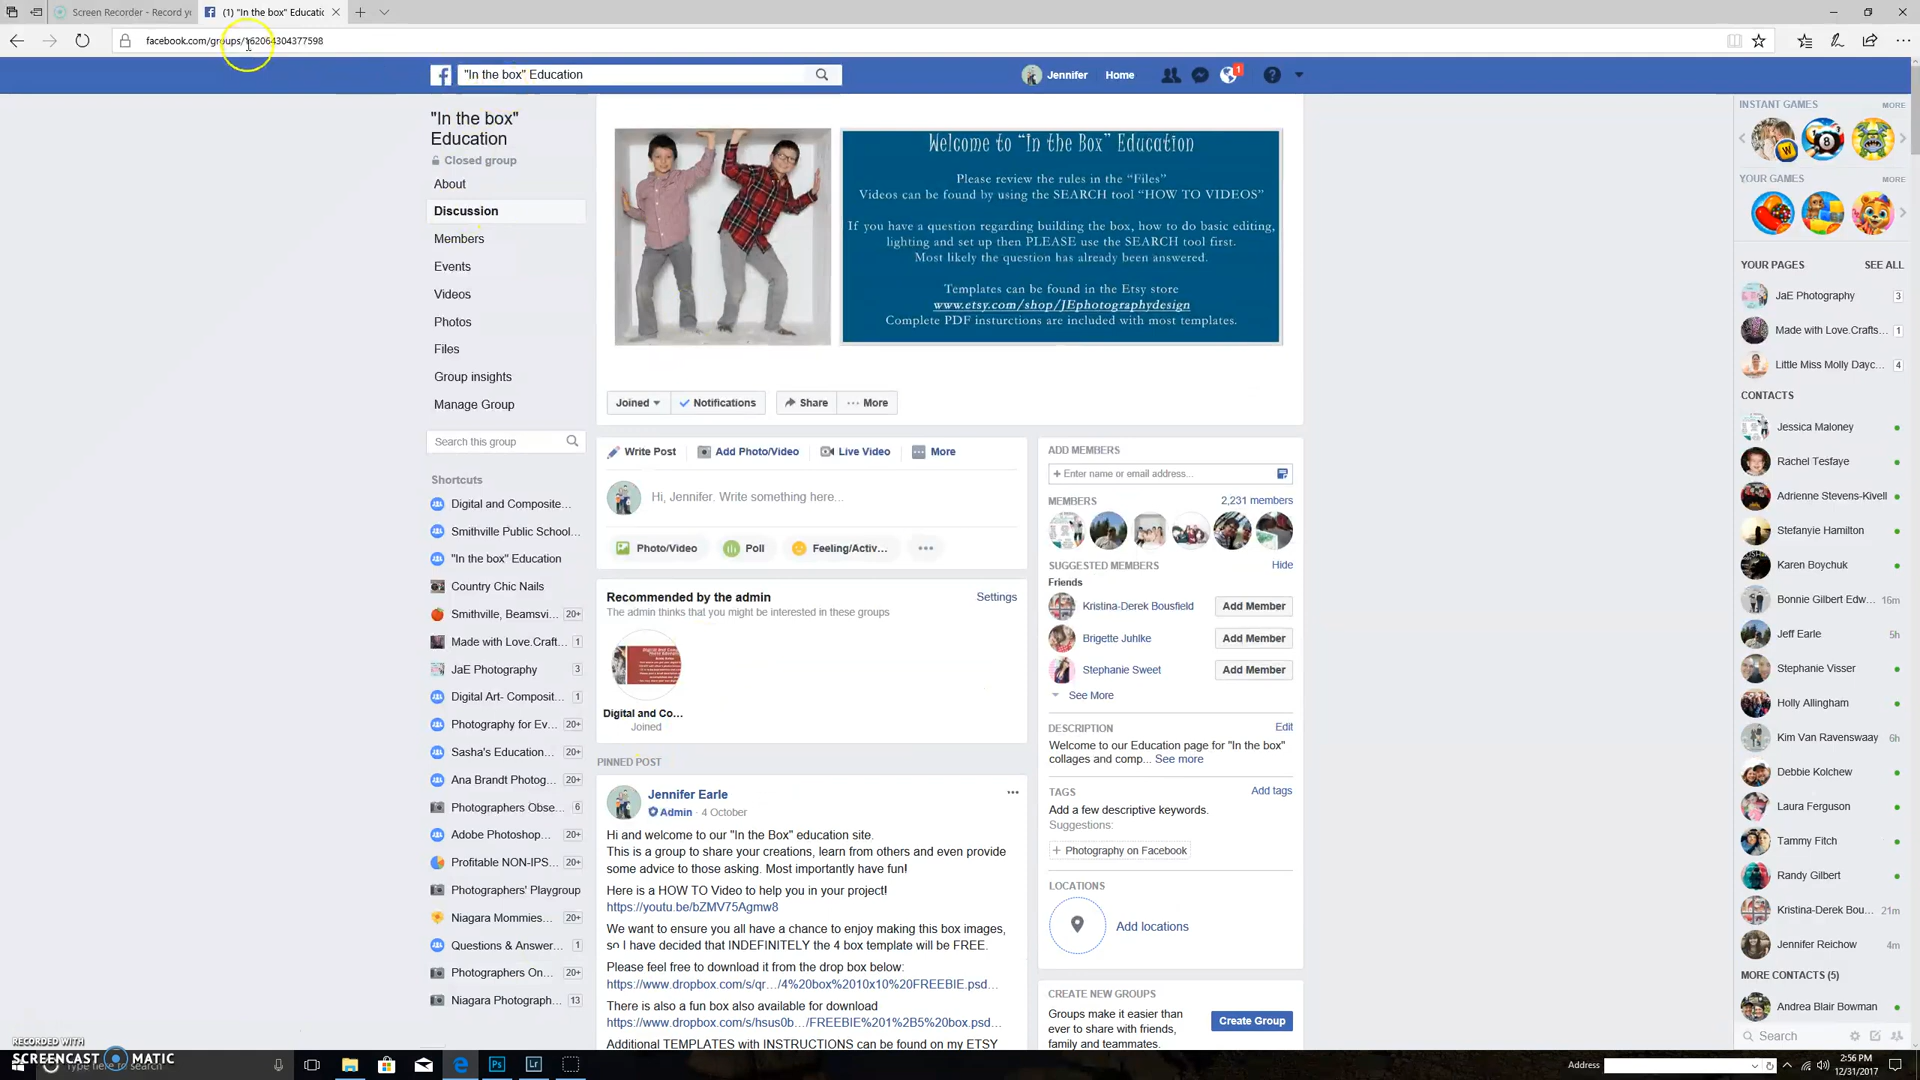 Screen Recorder - Record yo
(1) "In the box" Educatio
facebook.com/groups/162064304377598
"In the box" Education
Jennifer
Home
1
"In the box"
Education
Closed group
About
Discussion
Members
Events
Videos
Photos
Files
Group insights
Manage Group
Search this group
Shortcuts
Digital and Composite...
Smithville Public School...
"In the box" Education
Country Chic Nails
Smithville, Beamsvi... 20+
Made with Love.Craft... 1
JaE Photography 3
Digital Art- Composit... 1
Photography for Ev... 20+
Sasha's Education... 20+
Ana Brandt Photog... 20+
Photographers Obse... 6
Adobe Photoshop... 20+
Profitable NON-IPS... 20+
Photographers' Playgroup
Niagara Mommies... 20+
Questions & Answer... 1
Photographers On... 20+
Niagara Photograph... 13
Welcome to "In the Box" Education
Please review the rules in the "Files"
Videos can be found by using the SEARCH tool "HOW TO VIDEOS"
If you have a question regarding building the box, how to do basic editing,
lighting and set up then PLEASE use the SEARCH tool first.
Most likely the question has already been answered.
Templates can be found in the Etsy store
www.etsy.com/shop/JEphotographydesign
Complete PDF insturctions are included with most templates.
Joined
Notifications
Share
More
Write Post
Add Photo/Video
Live Video
More
Hi, Jennifer. Write something here...
Photo/Video
Poll
Feeling/Activ...
Recommended by the admin
Settings
The admin thinks that you might be interested in these groups
Digital and Co...
Joined
PINNED POST
Jennifer Earle
Admin · 4 October
Hi and welcome to our "In the Box" education site.
This is a group to share your creations, learn from others and even provide
some advice to those asking. Most importantly have fun!
Here is a HOW TO Video to help you in your project!
https://youtu.be/bZMV75Agmw8
We want to ensure you all have a chance to enjoy making this box images,
so I have decided that INDEFINITELY the 4 box template will be FREE.
Please feel free to download it from the drop box below:
https://www.dropbox.com/s/qr.../4%20box%2010x10%20FREEBIE.psd...
There is also a fun box also available for download
https://www.dropbox.com/s/hsus0b.../FREEBIE%201%2B5%20box.psd...
Additional TEMPLATES with INSTRUCTIONS can be found on my ETSY
ADD MEMBERS
+ Enter name or email address...
MEMBERS
2,231 members
SUGGESTED MEMBERS
Hide
Friends
Kristina-Derek Bousfield
Add Member
Brigette Juhlke
Add Member
Stephanie Sweet
Add Member
See More
DESCRIPTION
Edit
Welcome to our Education page for "In the box"
collages and comp... See more
TAGS
Add tags
Add a few descriptive keywords.
Suggestions:
+ Photography on Facebook
LOCATIONS
Add locations
CREATE NEW GROUPS
Groups make it easier than
ever to share with friends,
family and teammates.
Create Group
INSTANT GAMES
MORE
YOUR GAMES
MORE
YOUR PAGES
SEE ALL
JaE Photography 3
Made with Love.Crafts... 1
Little Miss Molly Dayc... 4
CONTACTS
Jessica Maloney
Rachel Tesfaye
Adrienne Stevens-Kivell
Stefanyie Hamilton
Karen Boychuk
Bonnie Gilbert Edw... 16m
Jeff Earle 5h
Stephanie Visser
Holly Allingham
Kim Van Ravenswaay 6h
Debbie Kolchew
Laura Ferguson
Tammy Fitch
Randy Gilbert
Kristina-Derek Bou... 21m
Jennifer Reichow 4m
MORE CONTACTS (5)
Andrea Blair Bowman
Search
RECORDED WITH
SCREENCAST MATIC
Type here to search
Ps
Lr
Address
2:56 PM
12/31/2017